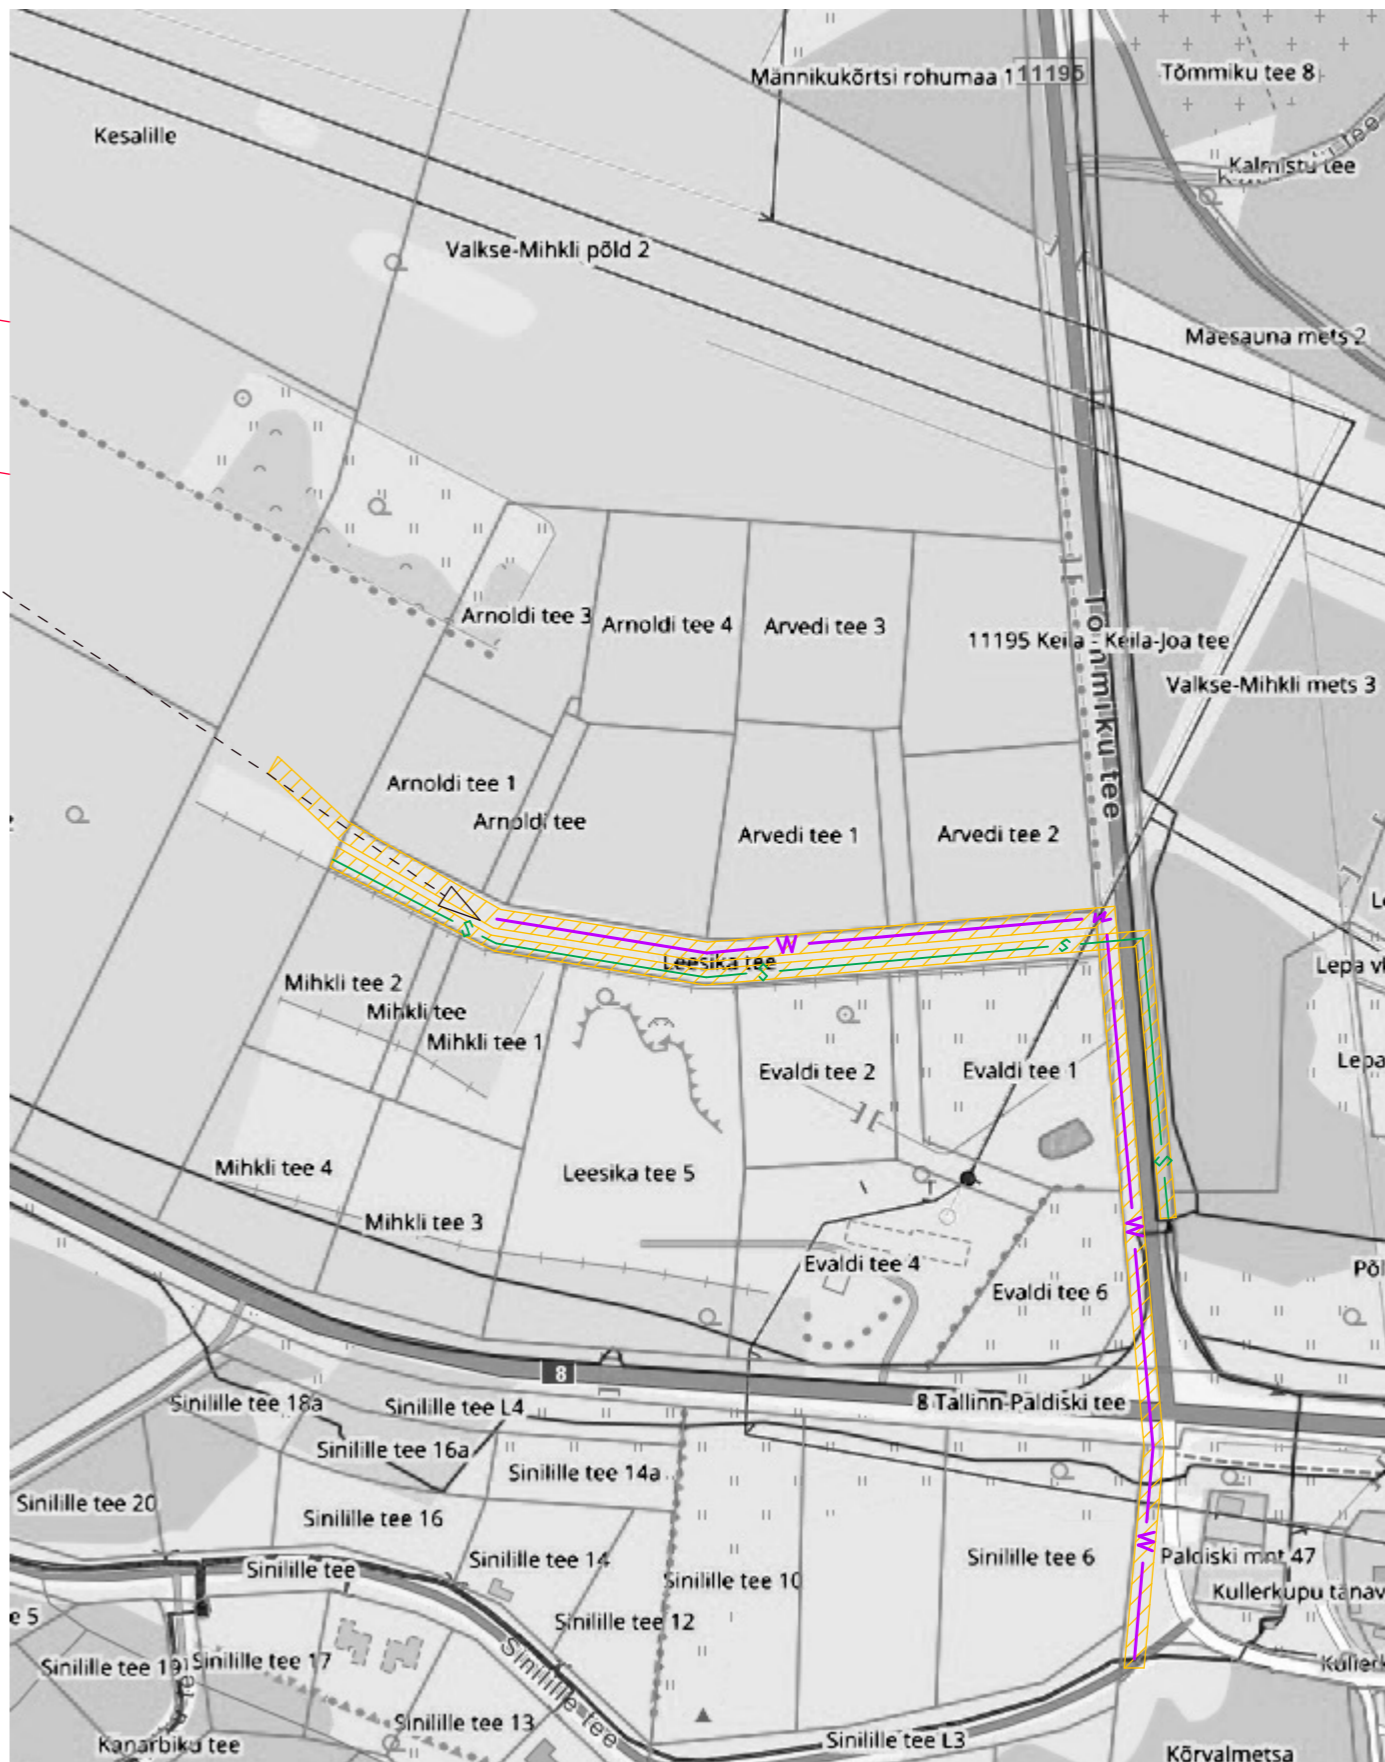 Männikukõrtsi rohumaa 1
11195
Tõmmiku tee 8
Kesalille
Kalmistu tee
Valkse-Mihkli põld 2
Maesauna mets 2
Arnoldi tee 3
Arnoldi tee 4
Arvedi tee 3
11195 Keila - Keila-Joa tee
Tõmmiku tee
Valkse-Mihkli mets 3
Arnoldi tee 1
Arnoldi tee
Arvedi tee 1
Arvedi tee 2
W
W
S
S
S
Leesika tee
Mihkli tee 2
Mihkli tee
Mihkli tee 1
Evaldi tee 2
Evaldi tee 1
Mihkli tee 4
Leesika tee 5
S
Mihkli tee 3
W
Evaldi tee 4
Evaldi tee 6
8
8 Tallinn-Paldiski tee
Sinilille tee 18a
Sinilille tee L4
Sinilille tee 16a
Sinilille tee 14a
Sinilille tee 20
Sinilille tee 16
W
Sinilille tee
Sinilille tee 14
Sinilille tee 10
Sinilille tee 6
Paldiski mnt 47
Kullerkupu tänav
Sinilille tee 12
Sinilille tee 17
Sinilille tee
Sinilille tee 13
Kanarbiku tee
Sinilille tee L3
Kõrvalmetsa